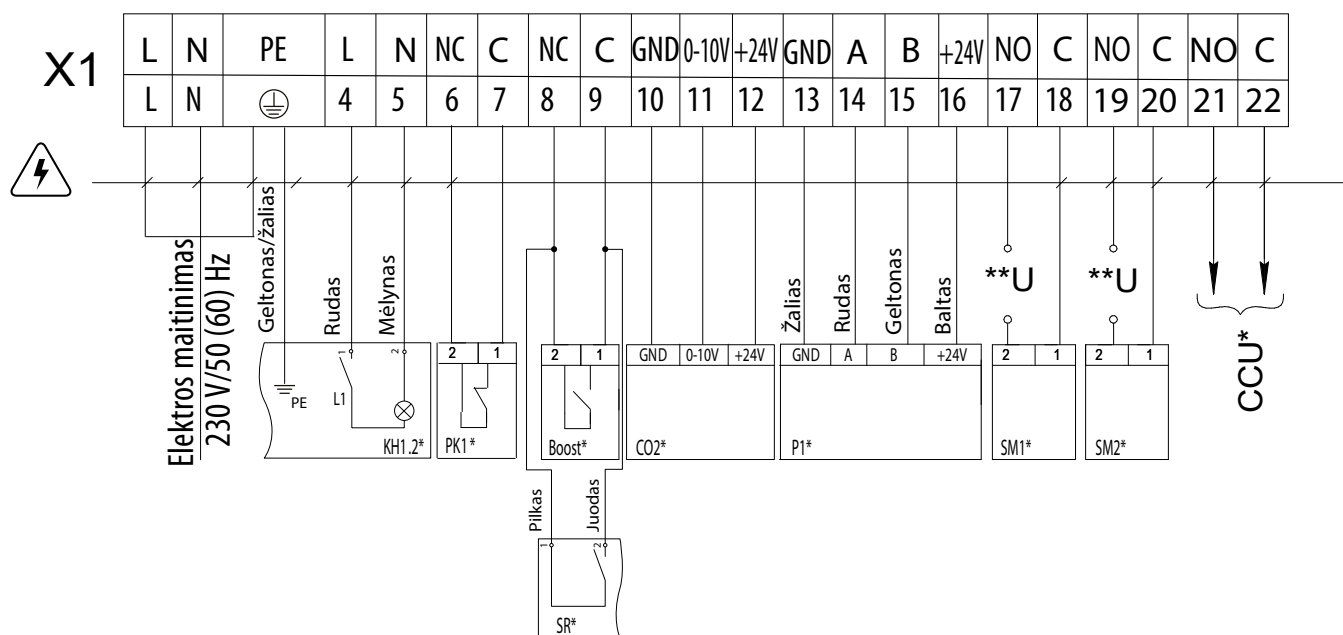 X1
L N PE L N NC C NC C GND 0-10V +24V GND A B +24V NO C NO C NO C
L N 4 5 6 7 8 9 10 11 12 13 14 15 16 17 18 19 20 21 22
Elektros maitinimas
230 V/50 (60) Hz
Geltonas/žalias
Rudas
Mėlynas
Žalias
Rudas
Geltonas
Baltas
**U
**U
CCU*
1 2
PE
L1
KH1.2*
2 1
PK1*
2 1
Boost*
GND 0-10V +24V
CO2*
GND A B +24V
P1*
2 1
SM1*
2 1
SM2*
Pilkas
Juodas
1 2
SR*